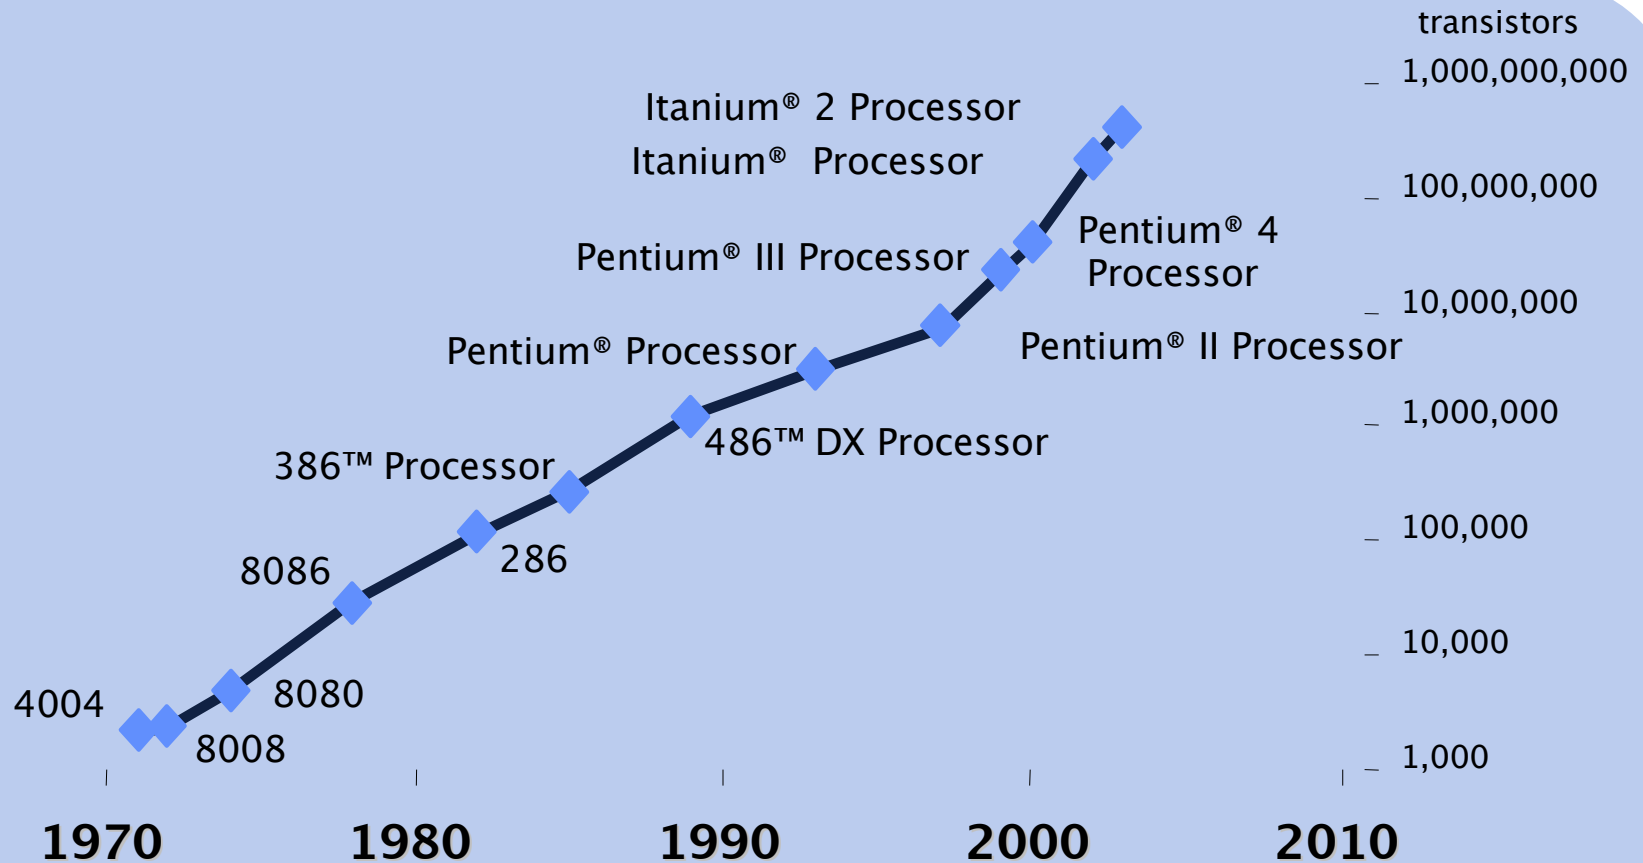 transistors
1,000,000,000
Itanium® 2 Processor
Itanium® Processor
100,000,000
Pentium® 4
Processor
Pentium® III Processor
10,000,000
Pentium® Processor
Pentium® II Processor
1,000,000
486™ DX Processor
386™ Processor
100,000
286
8086
10,000
4004
8080
8008
1,000
1970 1980 1990 2000 2010